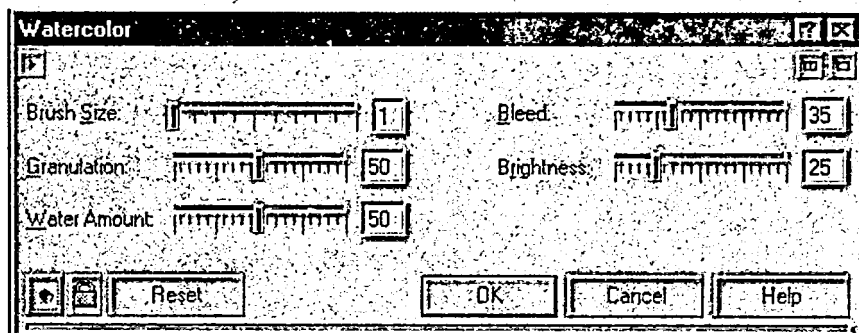 Watercolor
Brush Size: 1 Bleed: 35
Granulation: 50 Brightness: 25
Water Amount: 50
Reset OK Cancel Help